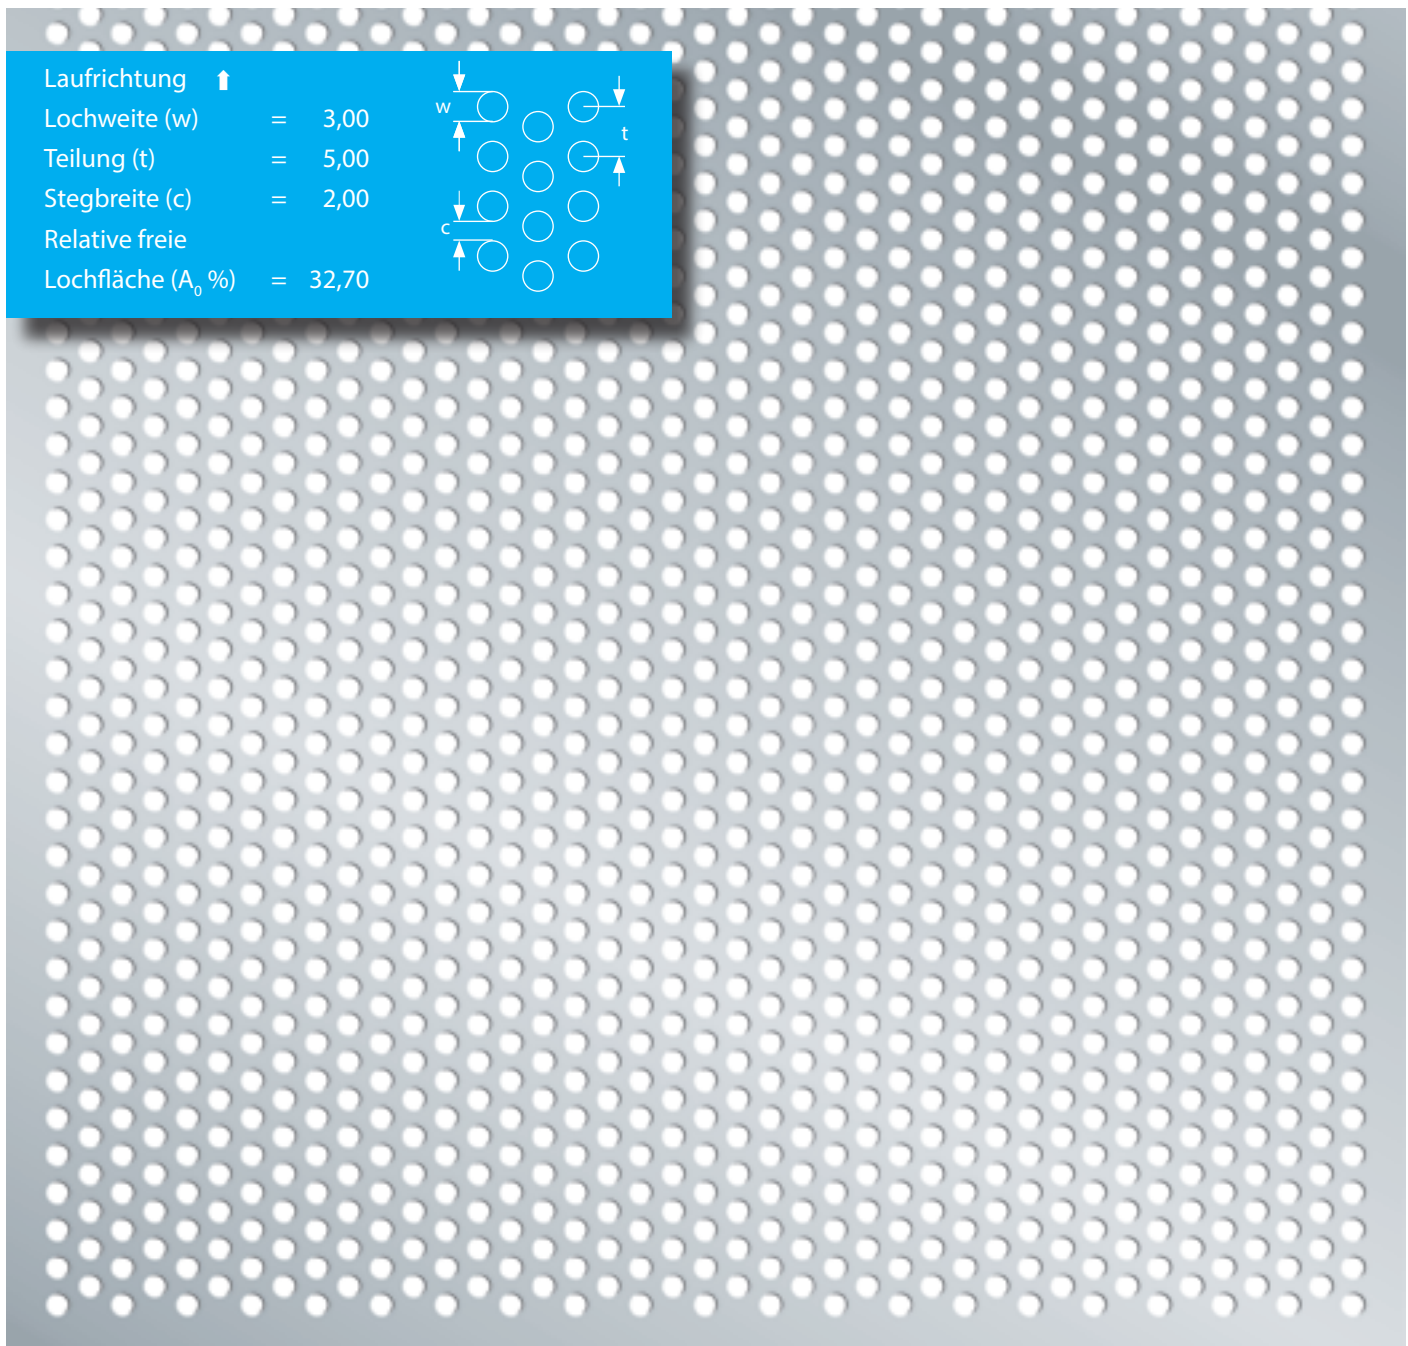 Laufrichtung ⬆
Lochweite (w) = 3,00
Teilung (t) = 5,00
Stegbreite (c) = 2,00
Relative freie
Lochfläche (A₀ %) = 32,70
w
t
c